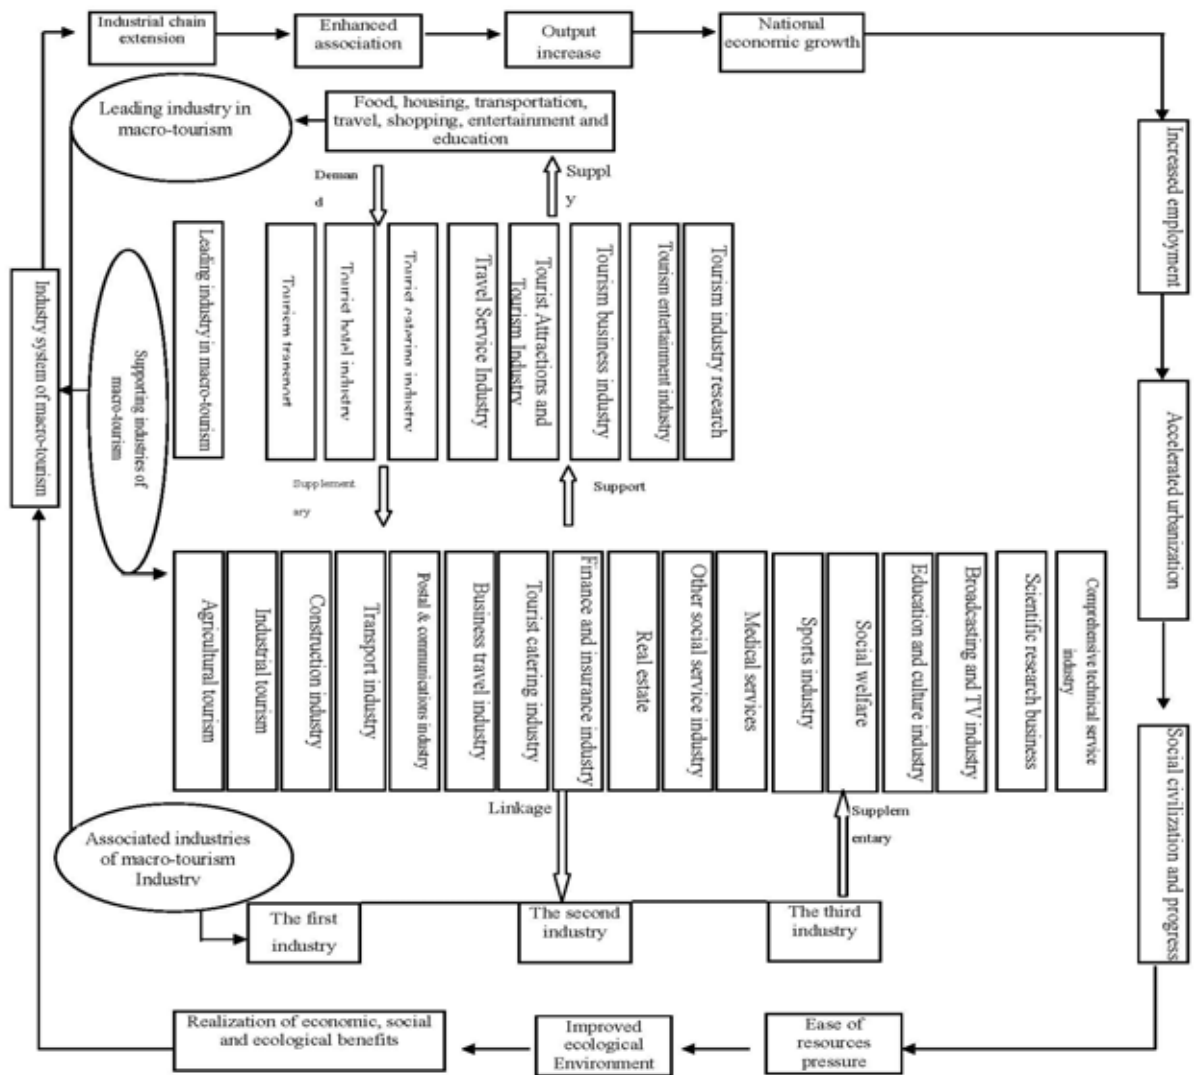 Industrial chain
extension
Enhanced
association
Output
increase
National
economic growth
Leading industry in
macro-tourism
Food, housing, transportation,
travel, shopping, entertainment and
education
Increased employment
Deman
d
Suppl
y
Leading industry in macro-tourism
Tourism transport
Tourist hotel industry
Tourist catering industry
Travel Service Industry
Tourist Attractions and
Tourism Industry
Tourism business industry
Tourism entertainment industry
Tourism industry research
Industry system of macro-tourism
Supporting industries of
macro-tourism
Supplement
ary
Support
Accelerated urbanization
Agricultural tourism
Industrial tourism
Construction industry
Transport industry
Postal & communications industry
Business travel industry
Tourist catering industry
Finance and insurance industry
Real estate
Other social service industry
Medical services
Sports industry
Social welfare
Education and culture industry
Broadcasting and TV industry
Scientific research business
Comprehensive technical service
industry
Linkage
Supplem
entary
Social civilization and progress
Associated industries
of macro-tourism
Industry
The first
industry
The second
industry
The third
industry
Realization of economic, social
and ecological benefits
Improved
ecological
Environment
Ease of
resources
pressure